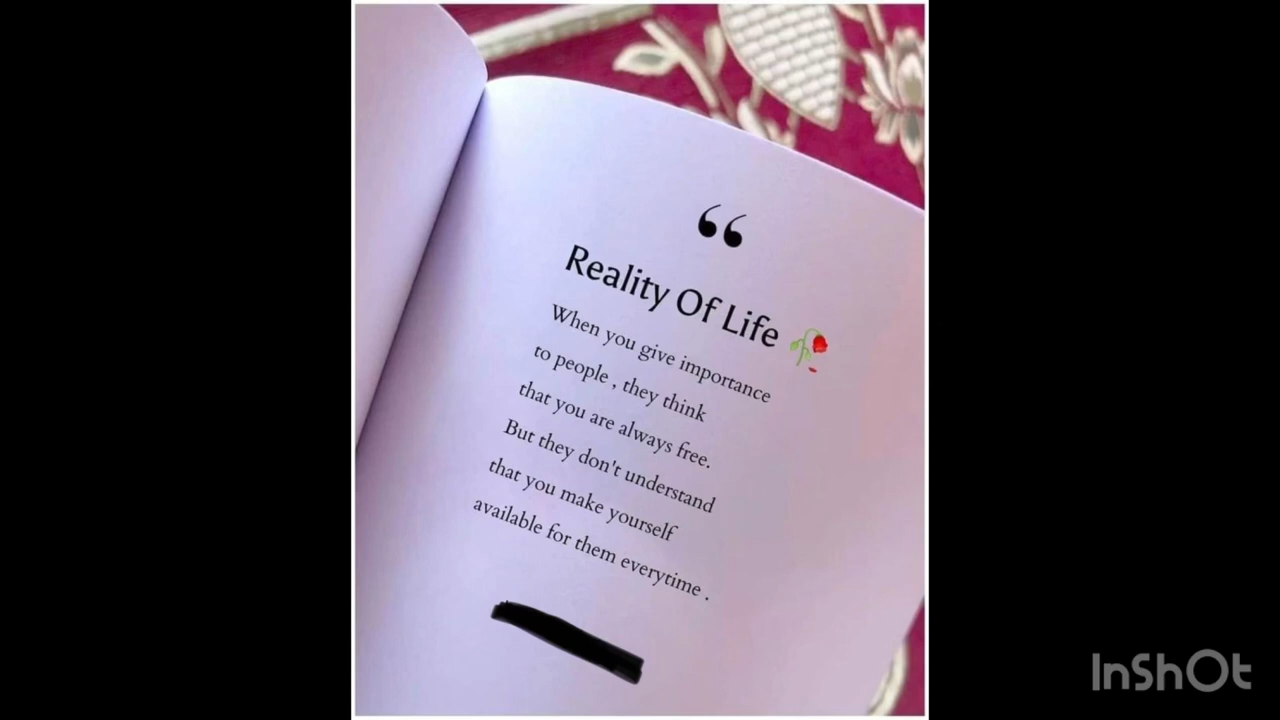 ❝
Reality Of Life 🥀
When you give importance
to people , they think
that you are always free.
But they don't understand
that you make yourself
available for them everytime .
InShOt